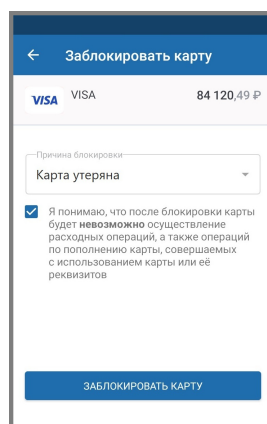 Заблокировать карту
VISA VISA 84 120,49 ₽
Причина блокировки
Карта утеряна
Я понимаю, что после блокировки карты
будет невозможно осуществление
расходных операций, а также операций
по пополнению карты, совершаемых
с использованием карты или её
реквизитов
ЗАБЛОКИРОВАТЬ КАРТУ